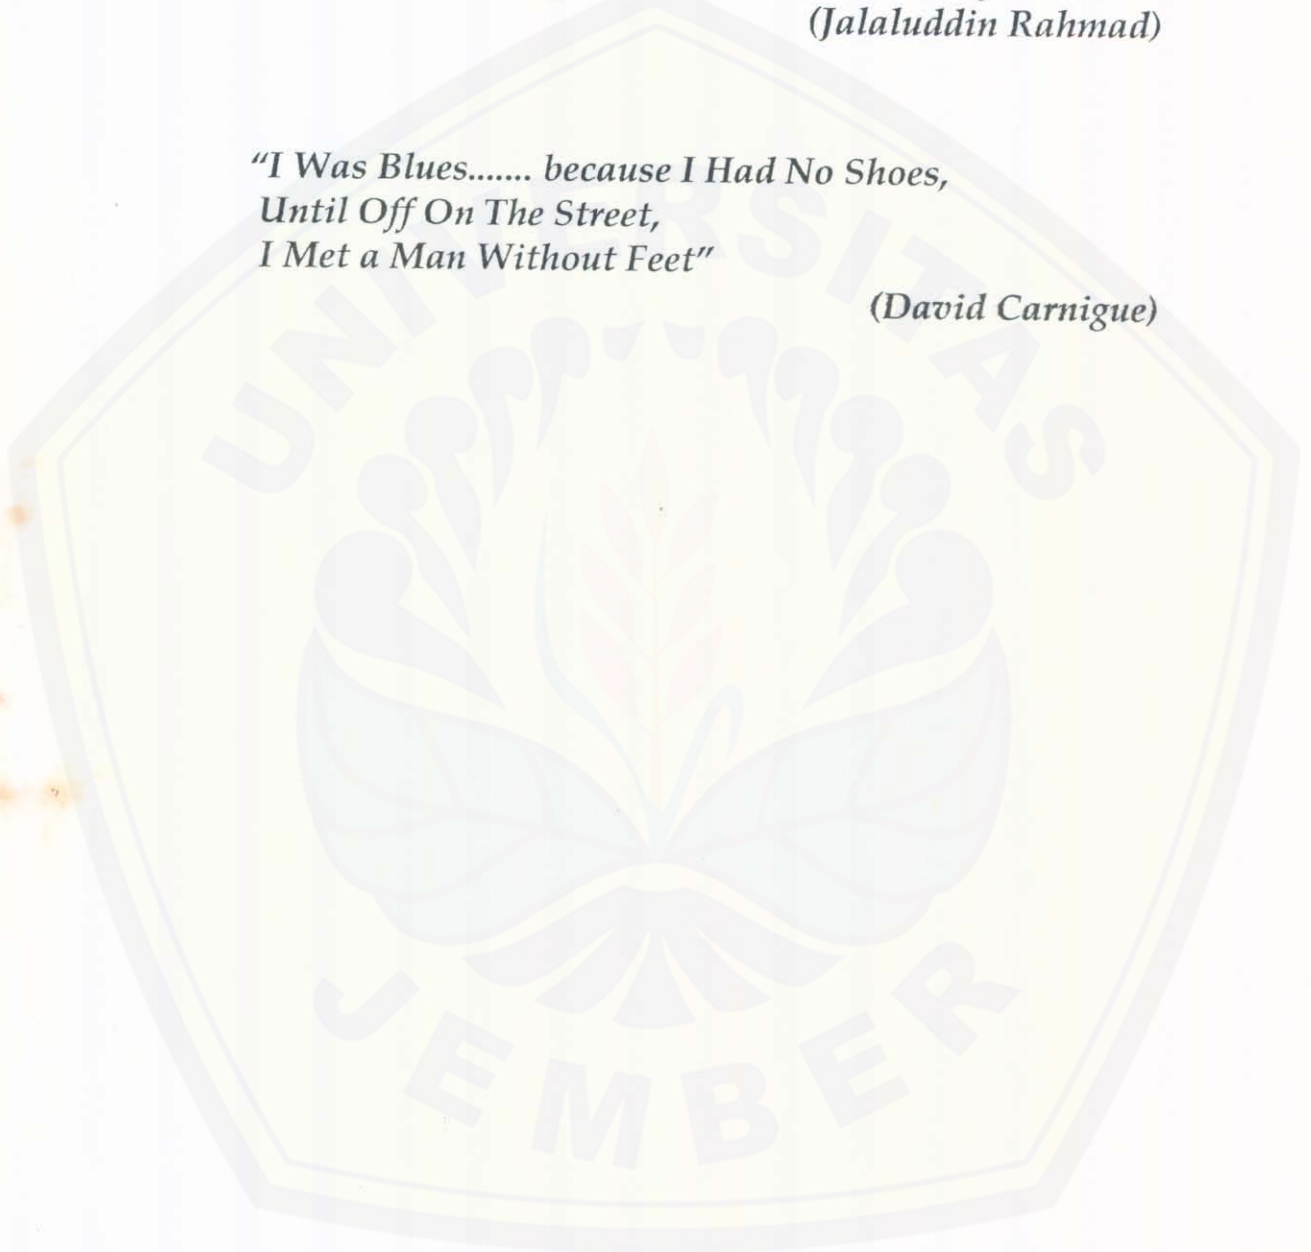 (Jalaluddin Rahmad)
"I Was Blues....... because I Had No Shoes,
Until Off On The Street,
I Met a Man Without Feet"
(David Carnigue)
UNIVERSITAS
JEMBER